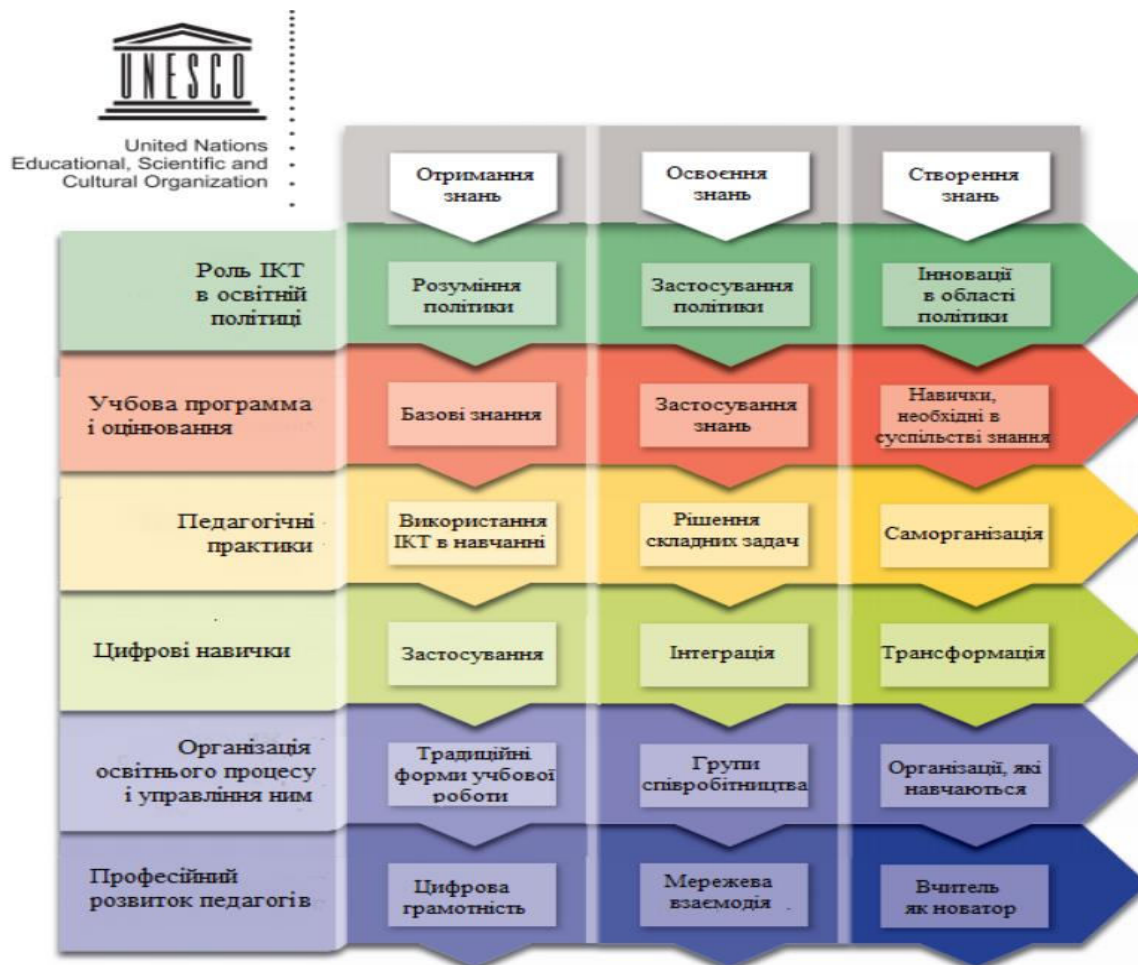 UNESCO
United Nations
Educational, Scientific and
Cultural Organization
Отримання
знань
Освоєння
знань
Створення
знань
Роль ІКТ
в освітній
політиці
Розуміння
політики
Застосування
політики
Інновації
в області
політики
Учбова программа
і оцінювання
Базові знання
Застосування
знань
Навички,
необхідні в
суспільстві знання
Педагогічні
практики
Використання
ІКТ в навчанні
Рішення
складних задач
Саморганізація
Цифрові навички
Застосування
Інтеграція
Трансформація
Організація
освітнього процесу
і управління ним
Традиційні
форми учбової
роботи
Групи
співробітництва
Організації, які
навчаються
Професійний
розвиток педагогів
Цифрова
грамотність
Мережева
взаємодія
Вчитель
як новатор